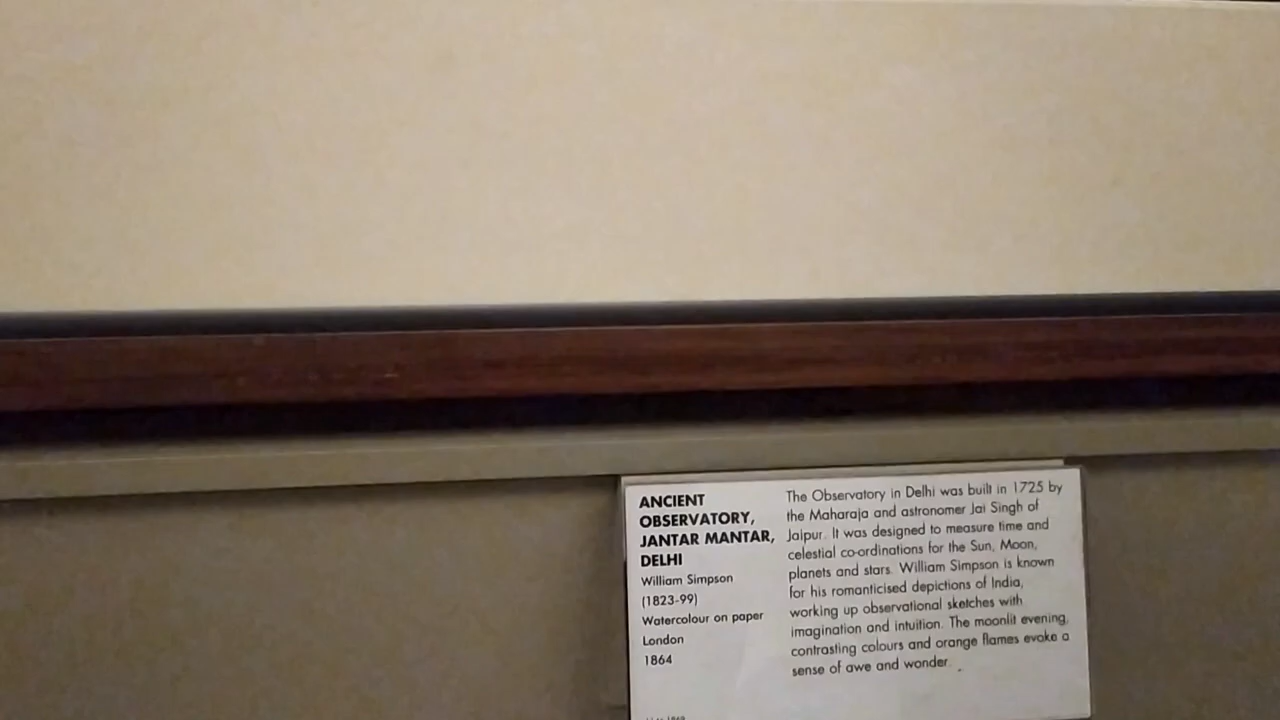 ANCIENT
OBSERVATORY,
JANTAR MANTAR,
DELHI
William Simpson
(1823-99)
Watercolour on paper
London
1864
The Observatory in Delhi was built in 1725 by
the Maharaja and astronomer Jai Singh of
Jaipur. It was designed to measure time and
celestial co-ordinations for the Sun, Moon,
planets and stars. William Simpson is known
for his romanticised depictions of India,
working up observational sketches with
imagination and intuition. The moonlit evening,
contrasting colours and orange flames evoke a
sense of awe and wonder.